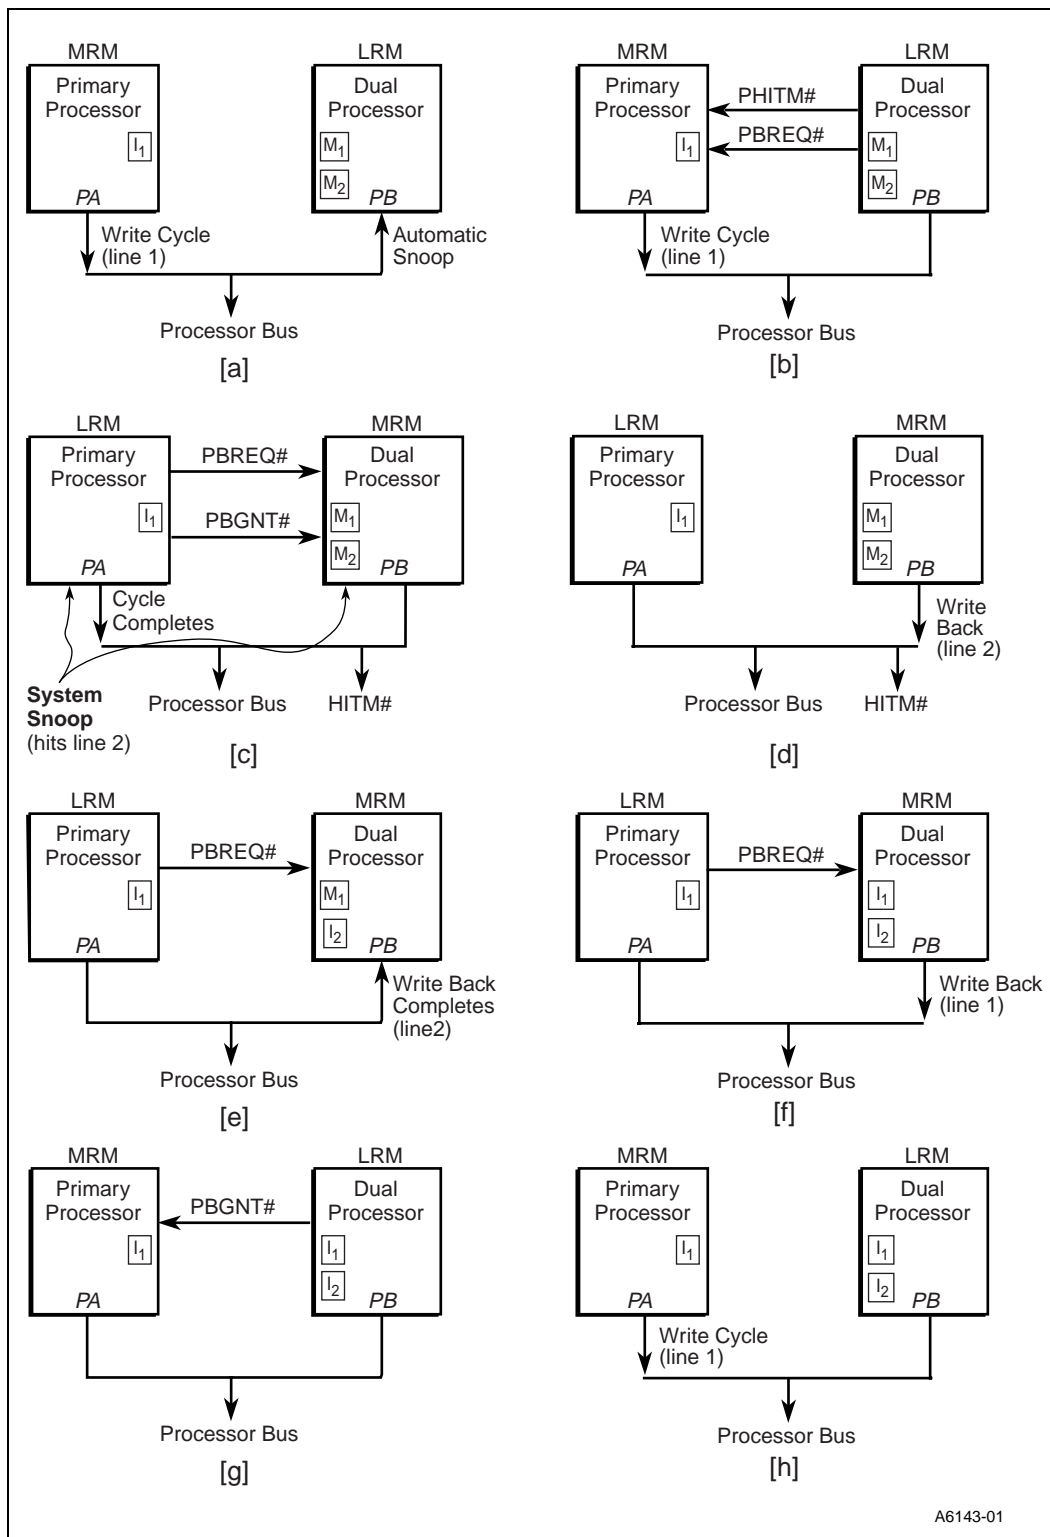 MRM
Primary
Processor
I1
PA
Write Cycle
(line 1)
LRM
Dual
Processor
M1
M2
PB
Automatic
Snoop
Processor Bus
[a]
MRM
Primary
Processor
I1
PA
Write Cycle
(line 1)
PHITM#
PBREQ#
LRM
Dual
Processor
M1
M2
PB
Processor Bus
[b]
LRM
Primary
Processor
I1
PA
Cycle
Completes
PBREQ#
PBGNT#
MRM
Dual
Processor
M1
M2
PB
System
Snoop
(hits line 2)
Processor Bus
HITM#
[c]
LRM
Primary
Processor
I1
PA
MRM
Dual
Processor
M1
M2
PB
Write
Back
(line 2)
Processor Bus
HITM#
[d]
LRM
Primary
Processor
I1
PA
PBREQ#
MRM
Dual
Processor
M1
I2
PB
Write Back
Completes
(line2)
Processor Bus
[e]
LRM
Primary
Processor
I1
PA
PBREQ#
MRM
Dual
Processor
I1
I2
PB
Write Back
(line 1)
Processor Bus
[f]
MRM
Primary
Processor
I1
PA
PBGNT#
LRM
Dual
Processor
I1
I2
PB
Processor Bus
[g]
MRM
Primary
Processor
I1
PA
Write Cycle
(line 1)
LRM
Dual
Processor
I1
I2
PB
Processor Bus
[h]
A6143-01